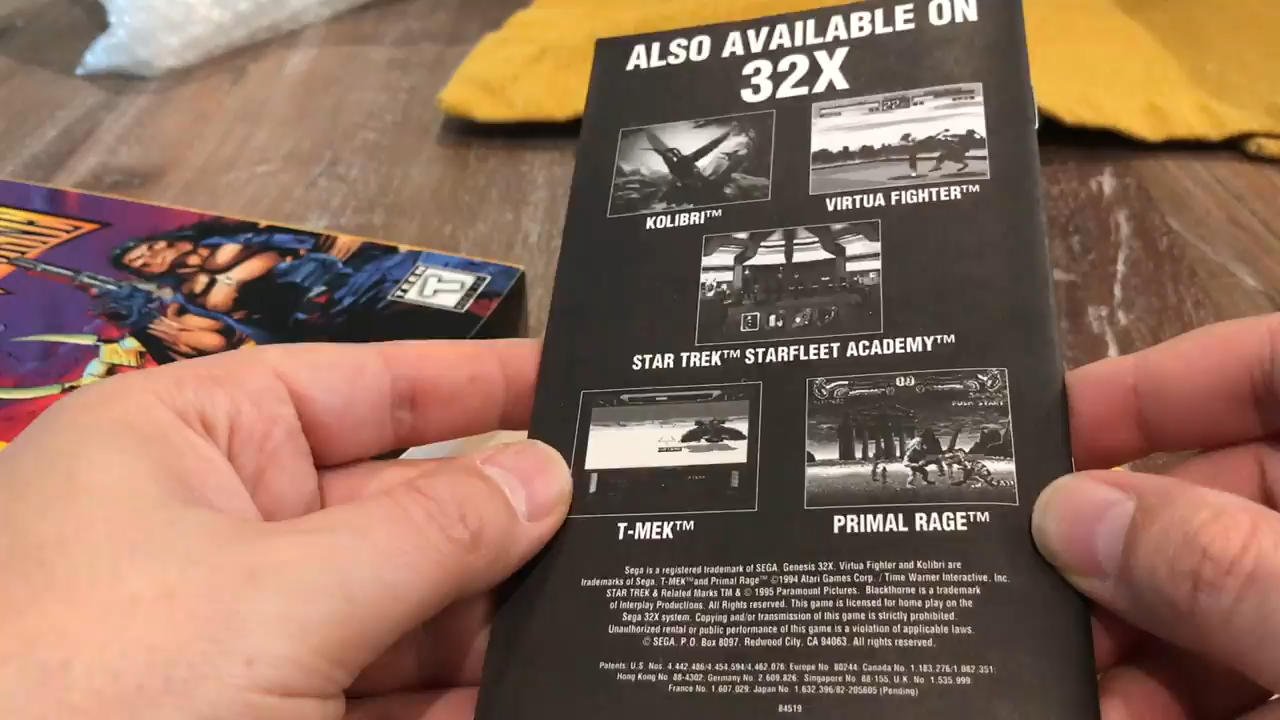 ALSO AVAILABLE ON
32X
KOLIBRI™
VIRTUA FIGHTER™
STAR TREK™ STARFLEET ACADEMY™
T-MEK™
PRIMAL RAGE™
Sega is a registered trademark of SEGA. Genesis 32X, Virtua Fighter and Kolibri are
trademarks of Sega. T-MEK™ and Primal Rage™ ©1994 Atari Games Corp. / Time Warner Interactive, Inc.
STAR TREK & Related Marks TM & © 1995 Paramount Pictures. Blackthorne is a trademark
of Interplay Productions. All Rights reserved. This game is licensed for home play on the
Sega 32X system. Copying and/or transmission of this game is strictly prohibited.
Unauthorized rental or public performance of this game is a violation of applicable laws.
© SEGA. P.O. Box 8097, Redwood City, CA 94063. All rights reserved.
Patents: U.S. Nos. 4,442,486/4,454,594/4,462,076; Europe No. 80244; Canada No. 1,183,276/1,082,351;
Hong Kong No. 88-4302; Germany No. 2,609,826; Singapore No. 88-155; U.K. No. 1,535,999;
France No. 1,607,029; Japan No. 1,632,396/82-205605 (Pending)
84519